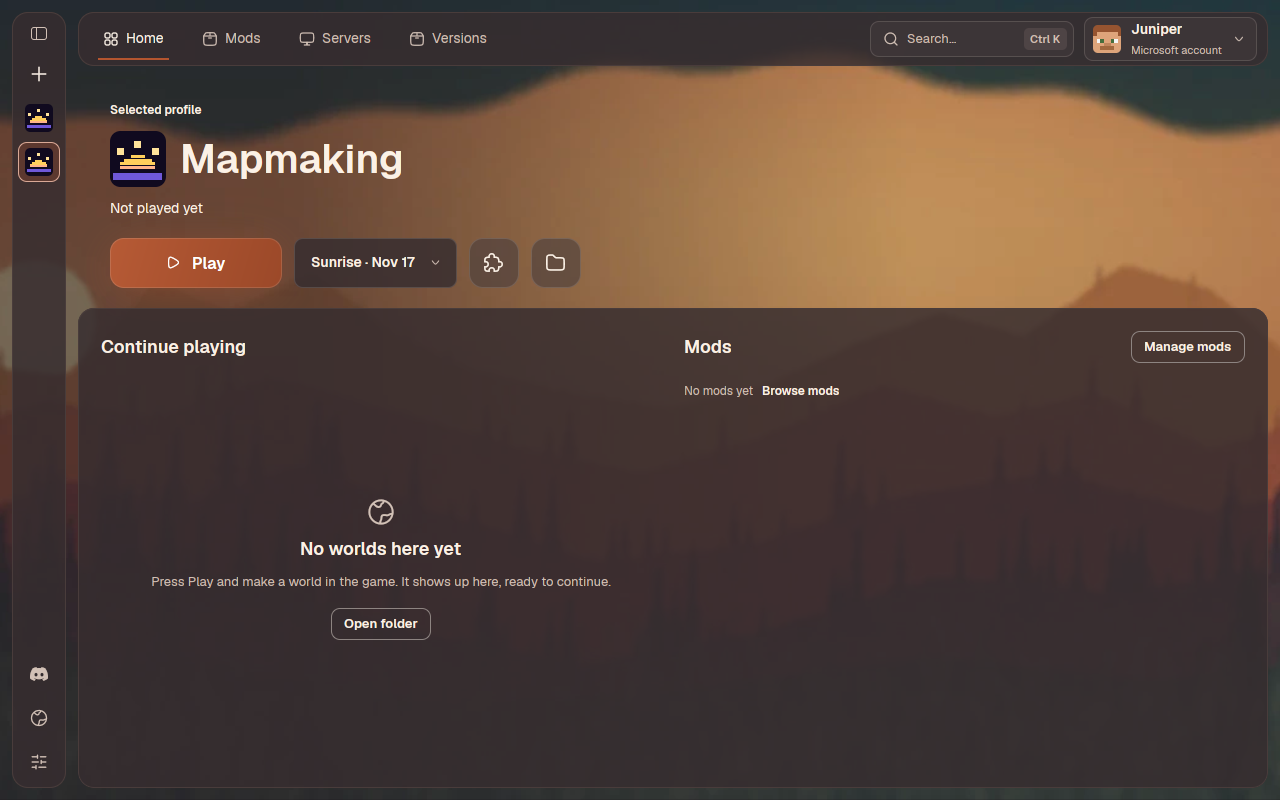 Home
Mods
Servers
Versions
Search...
Ctrl K
Juniper
Microsoft account
Selected profile
Mapmaking
Not played yet
Play
Sunrise · Nov 17
Continue playing
Mods
Manage mods
No mods yet Browse mods
No worlds here yet
Press Play and make a world in the game. It shows up here, ready to continue.
Open folder